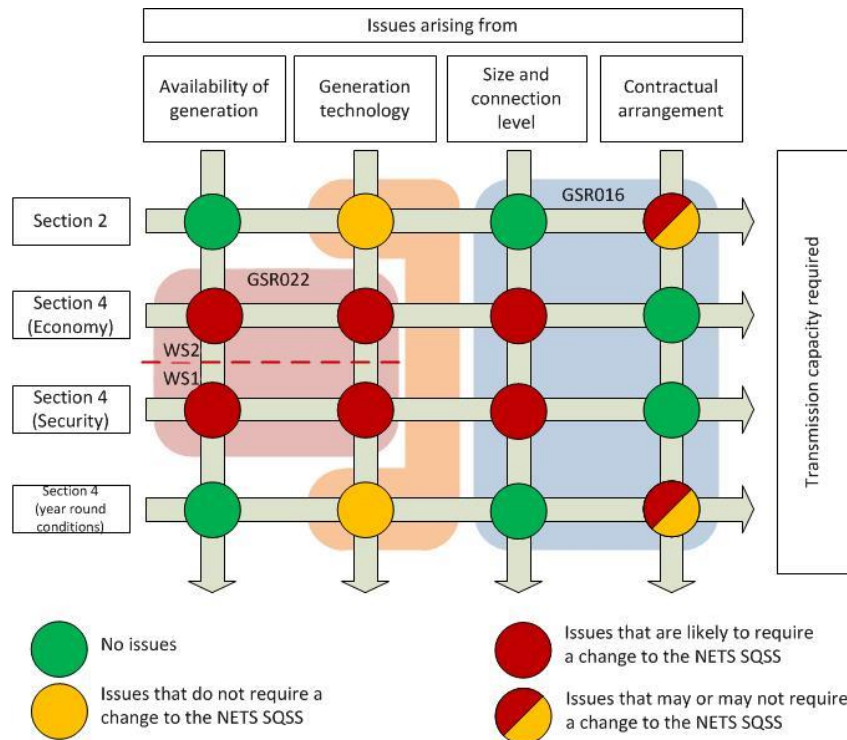 Issues arising from
Availability of
generation
Generation
technology
Size and
connection
level
Contractual
arrangement
GSR016
Section 2
GSR022
Section 4
(Economy)
WS2
WS1
Section 4
(Security)
Section 4
(year round
conditions)
Transmission capacity required
No issues
Issues that do not require a
change to the NETS SQSS
Issues that are likely to require
a change to the NETS SQSS
Issues that may or may not require
a change to the NETS SQSS